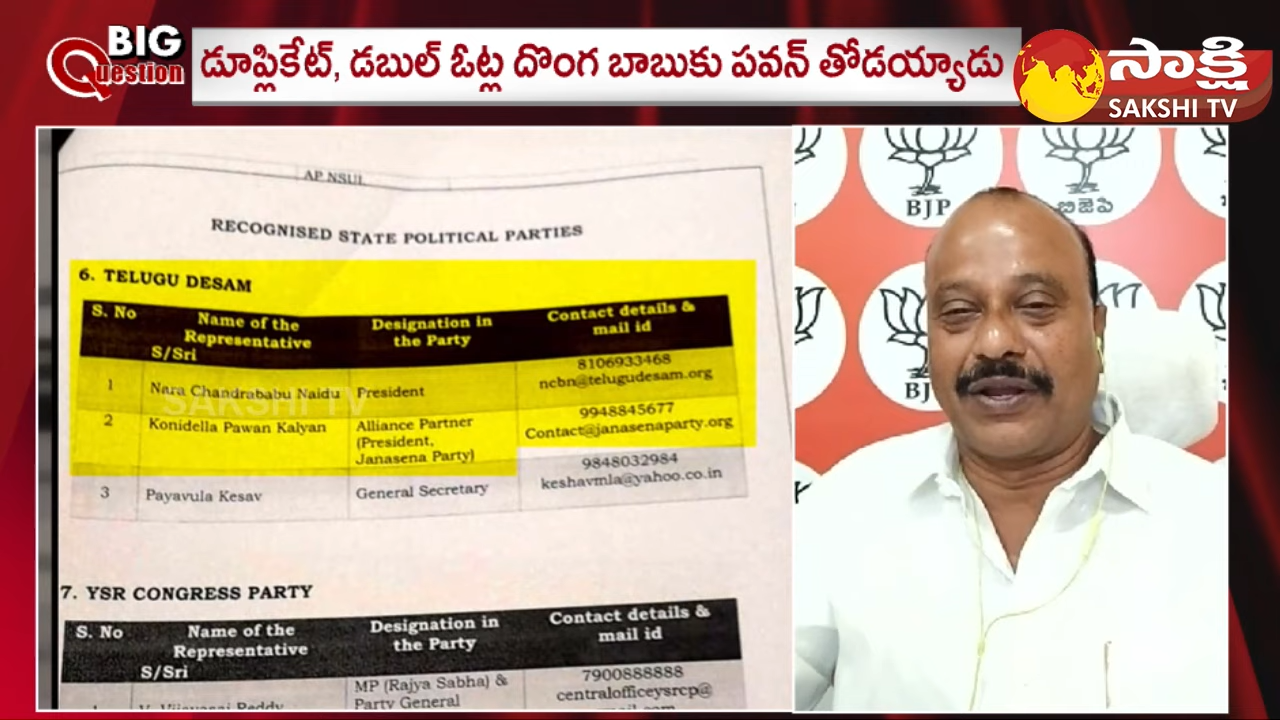 BIG
Question
డూప్లికేట్, డబుల్ ఓట్ల దొంగ బాబుకు పవన్ తోడయ్యాడు
సాక్షి
SAKSHI TV
AP NSUL
RECOGNISED STATE POLITICAL PARTIES
6. TELUGU DESAM
S. No Name of the Representative S/Sri Designation in the Party Contact details & mail id
1 Nara Chandrababu Naidu President 8106933468 ncbn@telugudesam.org
2 Konidella Pawan Kalyan Alliance Partner (President, Janasena Party) 9948845677 Contact@janasenaparty.org
3 Payavula Kesav General Secretary 9848032984 keshavmla@yahoo.co.in
SAKSHI TV
7. YSR CONGRESS PARTY
S. No Name of the Representative S/Sri Designation in the Party Contact details & mail id
MP (Rajya Sabha) & Party General 7900888888 centralofficeysrcp@
BJP
బిజెపి